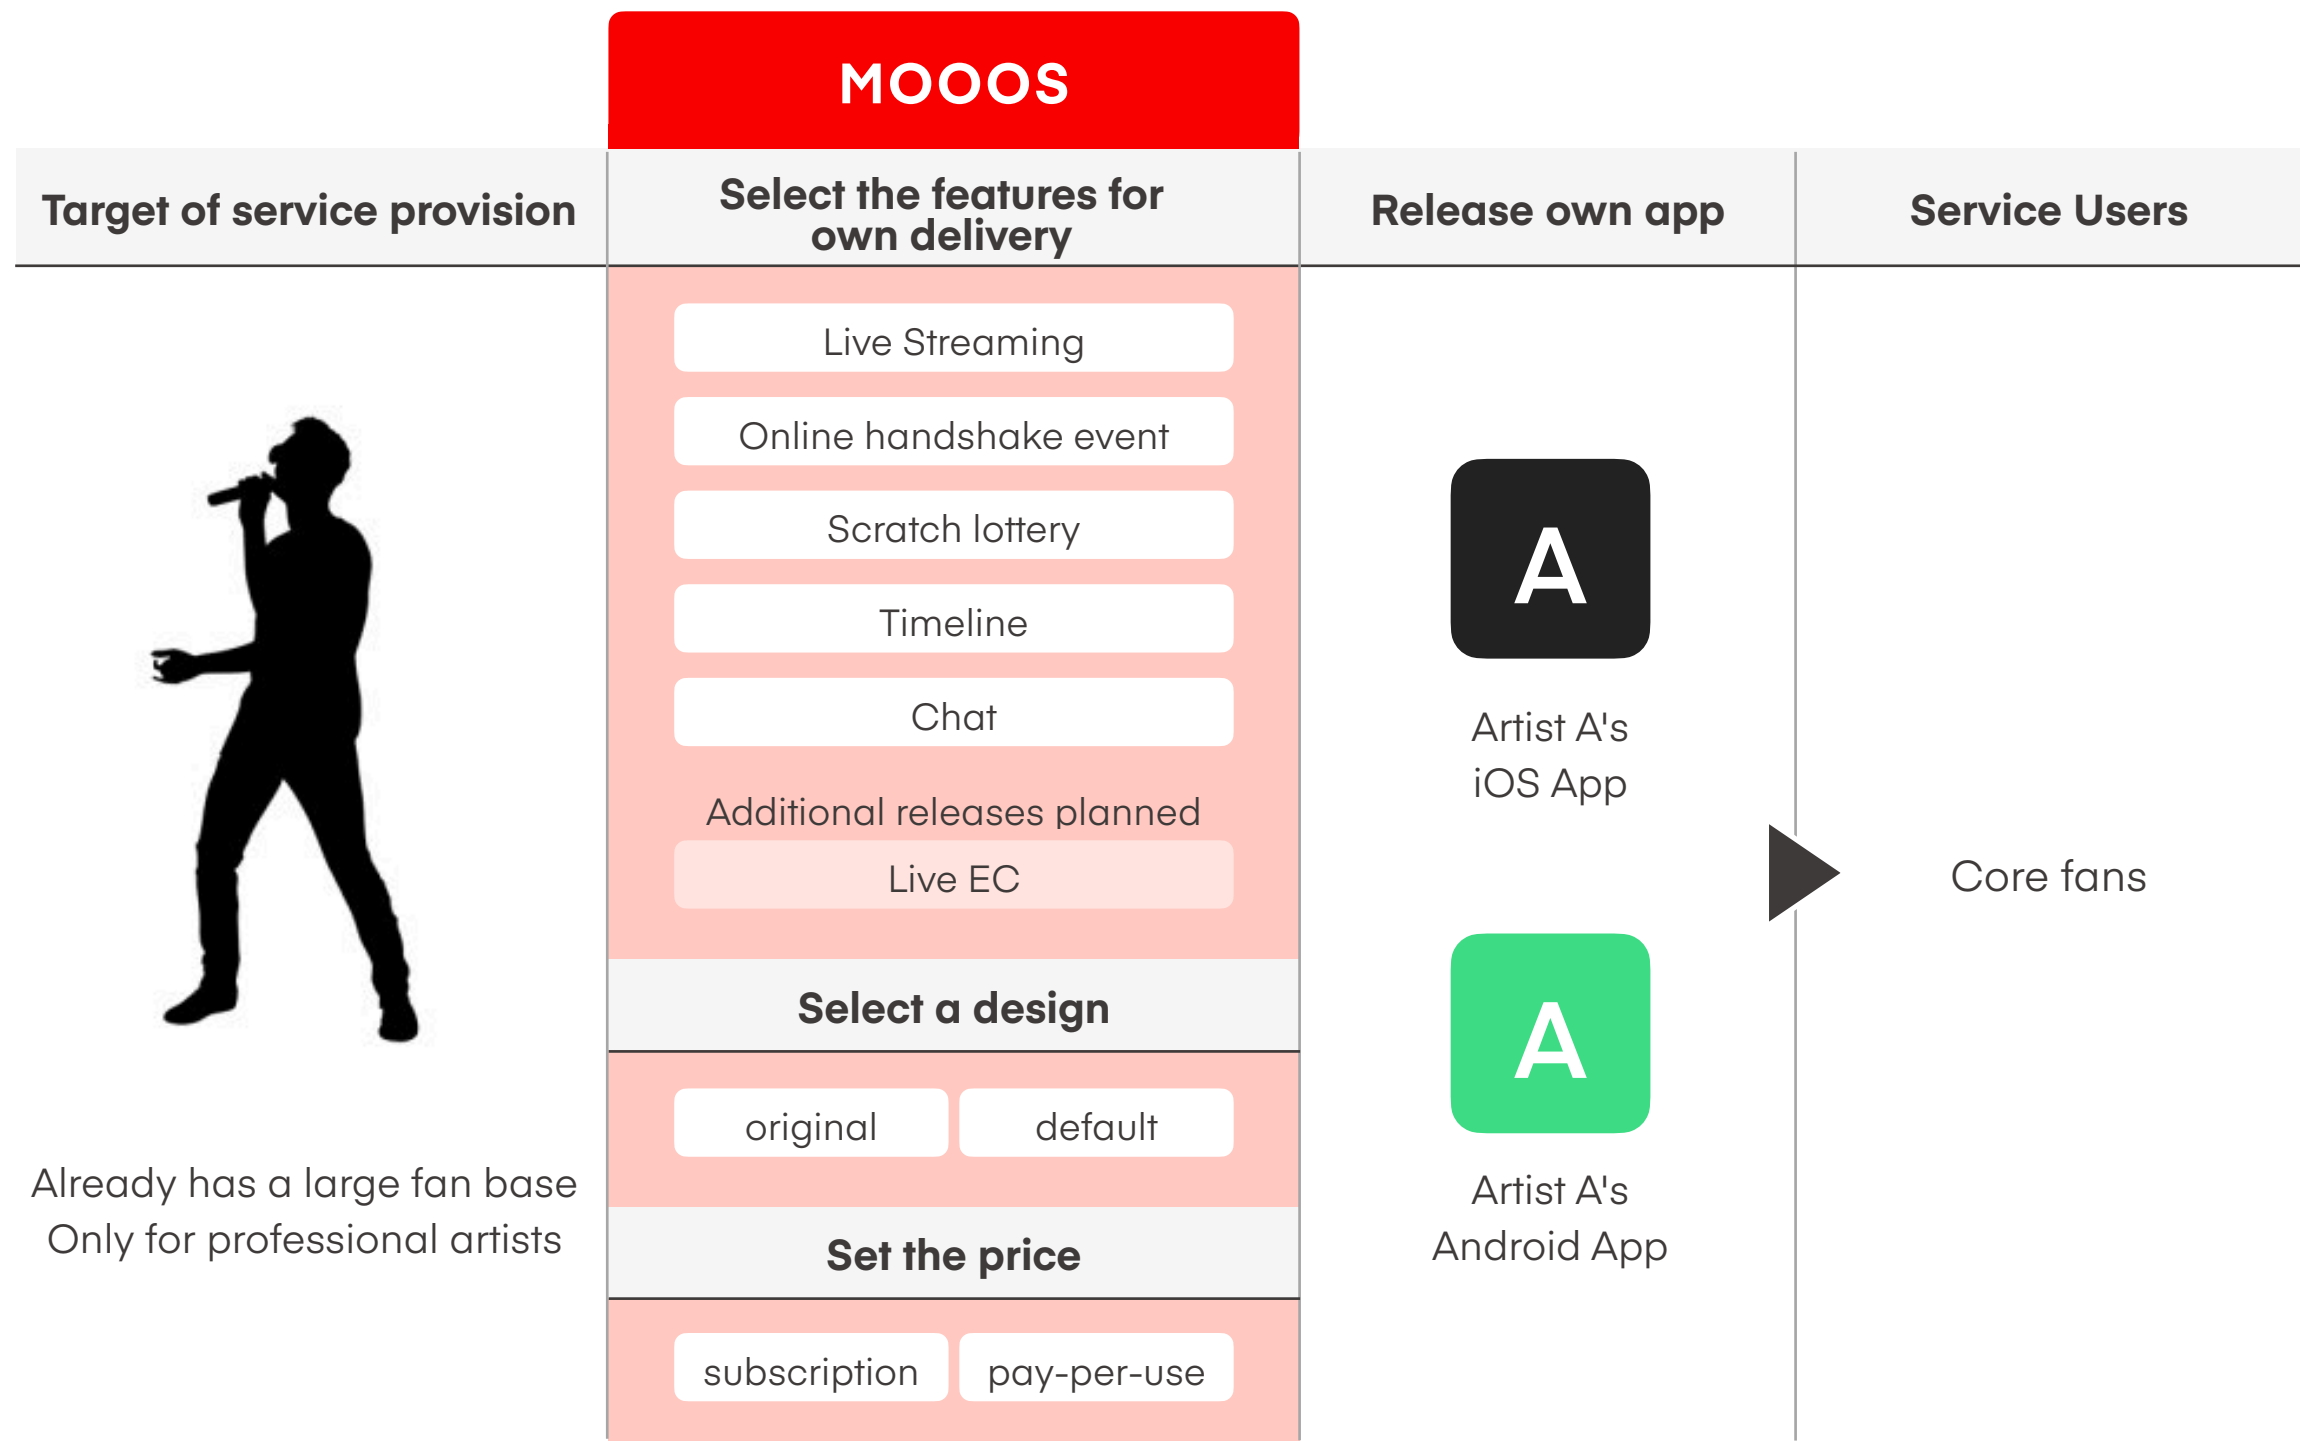 MOOOS
Target of service provision
Select the features for
own delivery
Release own app
Service Users
Live Streaming
Online handshake event
Scratch lottery
Timeline
Chat
Additional releases planned
Live EC
Select a design
original
default
Set the price
subscription
pay-per-use
Already has a large fan base
Only for professional artists
A
Artist A's
iOS App
A
Artist A's
Android App
Core fans